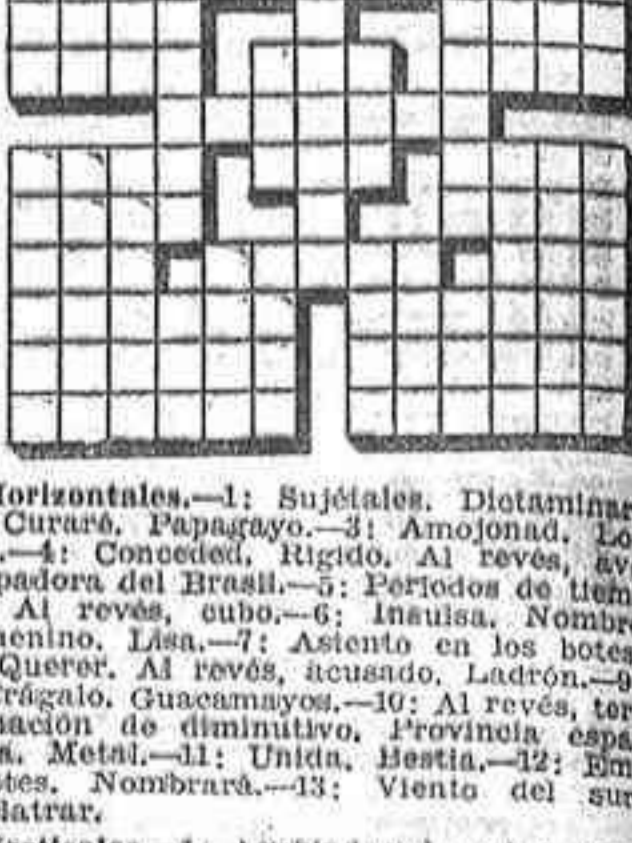 Horizontales.—1: Sujétales. Dictaminar
Curaré. Papagayo.—3: Amojonad. Lo
.—4: Conceded. Rígido. Al revés, av
padora del Brasil.—5: Períodos de tiem
Al revés, cubo.—6: Insulsa. Nombr
menino. Lisa.—7: Asiento en los botes
Querer. Al revés, acusado. Ladrón.—9
trágalo. Guacamayos.—10: Al revés, ter
nación de diminutivo. Provincia espa
a. Metal.—11: Unida. Bestia.—12: Em
tes. Nombrará.—13: Viento del sur
latrar.